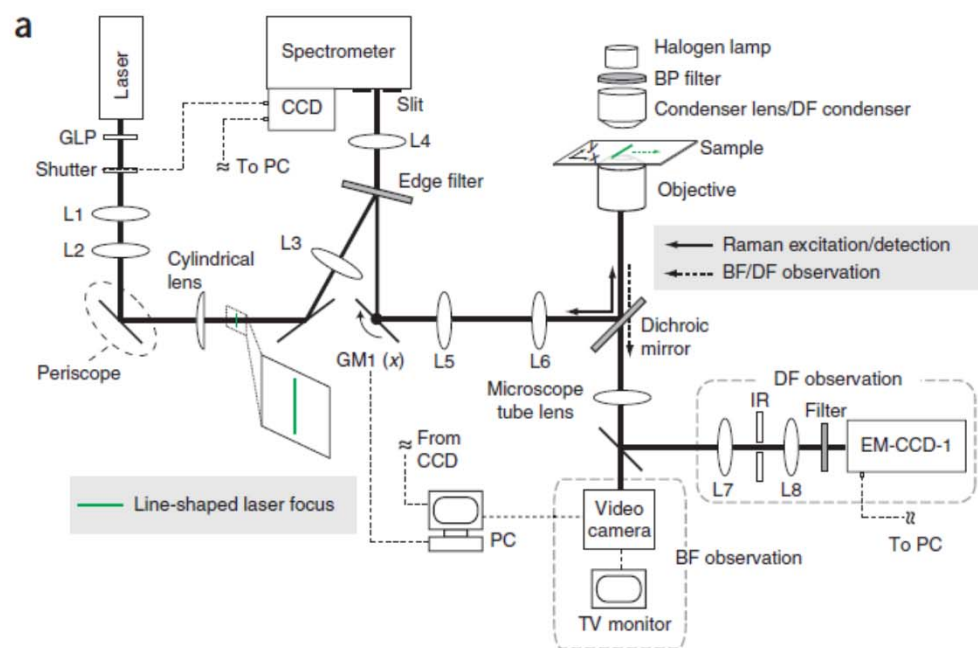 a
Laser
GLP
Shutter
L1
L2
Periscope
Cylindrical
lens
Spectrometer
CCD
Slit
To PC
L4
Edge filter
L3
GM1 (x)
L5
L6
Halogen lamp
BP filter
Condenser lens/DF condenser
y
x
Sample
Objective
Raman excitation/detection
BF/DF observation
Dichroic
mirror
Microscope
tube lens
DF observation
IR
Filter
EM-CCD-1
L7
L8
To PC
From
CCD
PC
Video
camera
BF observation
TV monitor
Line-shaped laser focus